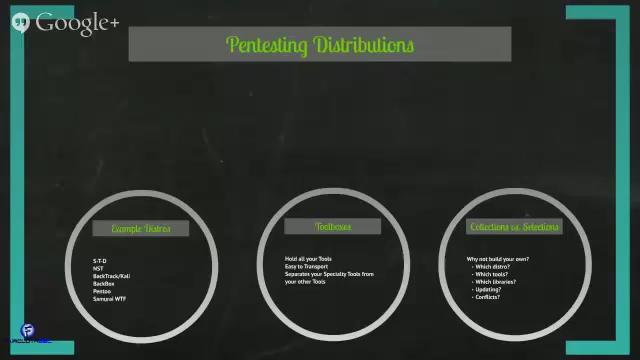 Google+
Pentesting Distributions
Example Distros
S-T-D
NST
BackTrack/Kali
BackBox
Pentoo
Samurai WTF
Toolboxes
Hold all your Tools
Easy to Transport
Separates your Specialty Tools from
your other Tools
Collections vs. Selections
Why not build your own?
- Which distro?
- Which tools?
- Which libraries?
- Updating?
- Conflicts?